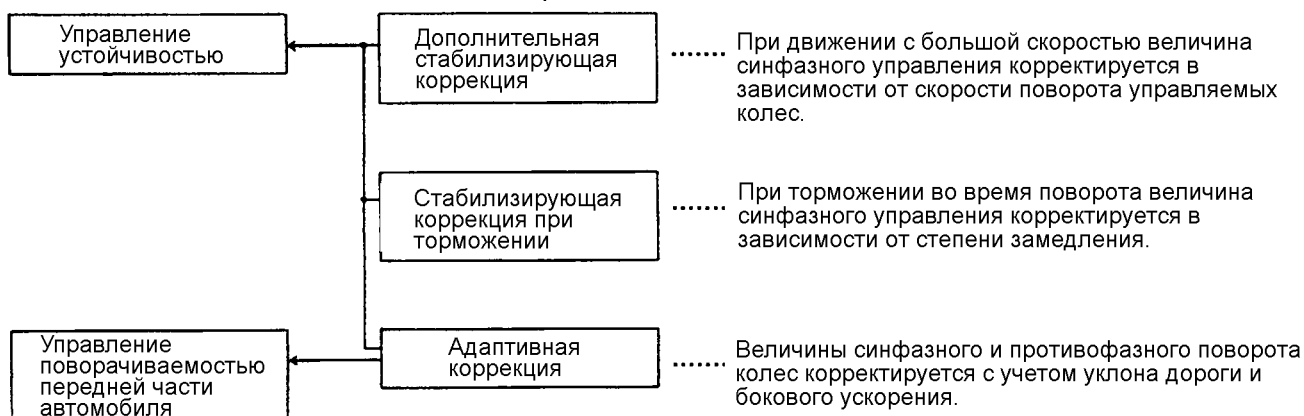 Управление
устойчивостью
Дополнительная
стабилизирующая
коррекция
....... При движении с большой скоростью величина
синфазного управления корректируется в
зависимости от скорости поворота управляемых
колес.
Стабилизирующая
коррекция при
торможении
....... При торможении во время поворота величина
синфазного управления корректируется в
зависимости от степени замедления.
Управление
поворачиваемостью
передней части
автомобиля
Адаптивная
коррекция
....... Величины синфазного и противофазного поворота
колес корректируется с учетом уклона дороги и
бокового ускорения.